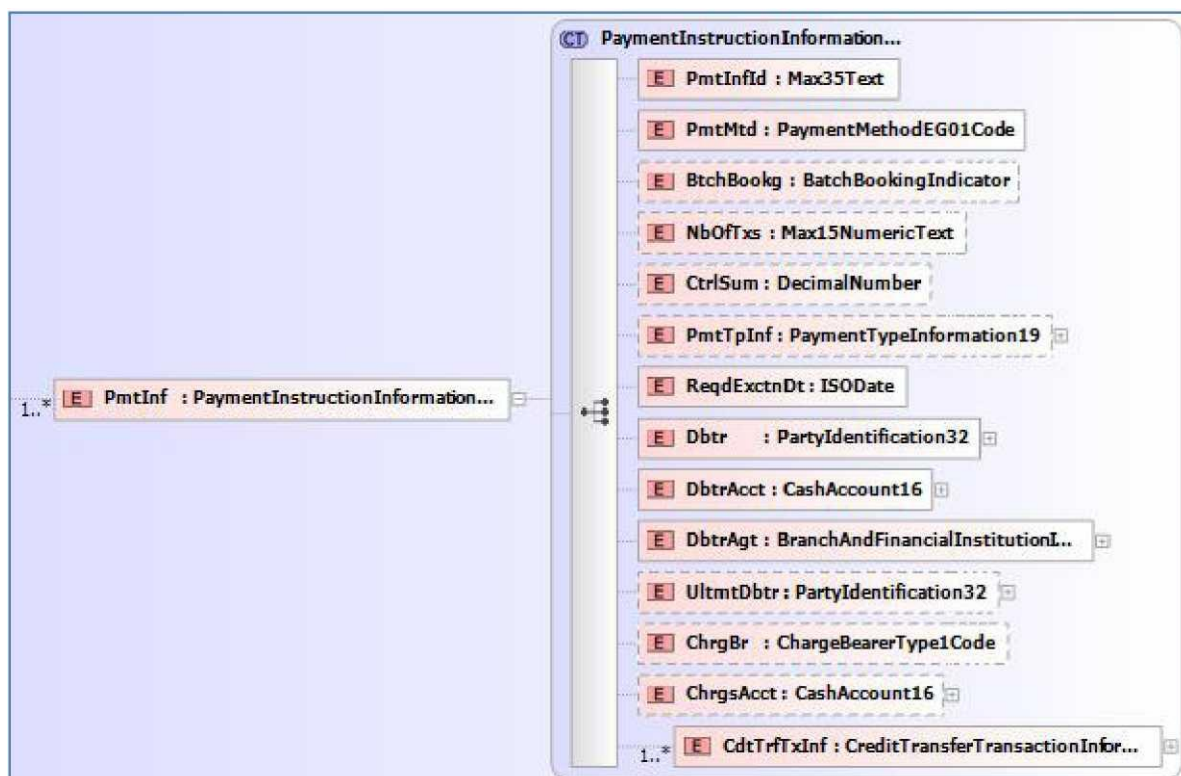 CT PaymentInstructionInformation...
E PmtInfId : Max35Text
E PmtMtd : PaymentMethodEG01Code
E BtchBookg : BatchBookingIndicator
E NbOfTxs : Max15NumericText
E CtrlSum : DecimalNumber
E PmtTpInf : PaymentTypeInformation19
E ReqdExctnDt : ISODate
1..* E PmtInf : PaymentInstructionInformation...
E Dbtr : PartyIdentification32
E DbtrAcct : CashAccount16
E DbtrAgt : BranchAndFinancialInstitutionI...
E UltmtDbtr : PartyIdentification32
E ChrgBr : ChargeBearerType1Code
E ChrgsAcct : CashAccount16
1..* E CdtTrfTxInf : CreditTransferTransactionInfor...